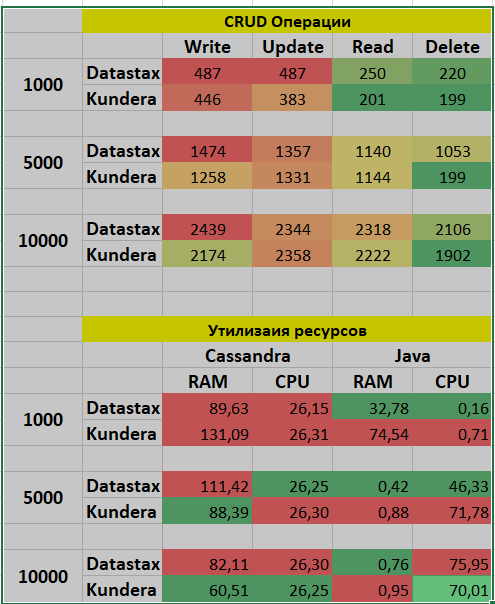 CRUD Операции
Write Update Read Delete
1000 Datastax 487 487 250 220
Kundera 446 383 201 199
5000 Datastax 1474 1357 1140 1053
Kundera 1258 1331 1144 199
10000 Datastax 2439 2344 2318 2106
Kundera 2174 2358 2222 1902
Утилизаия ресурсов
Cassandra Java
RAM CPU RAM CPU
1000 Datastax 89,63 26,15 32,78 0,16
Kundera 131,09 26,31 74,54 0,71
5000 Datastax 111,42 26,25 0,42 46,33
Kundera 88,39 26,30 0,88 71,78
10000 Datastax 82,11 26,30 0,76 75,95
Kundera 60,51 26,25 0,95 70,01